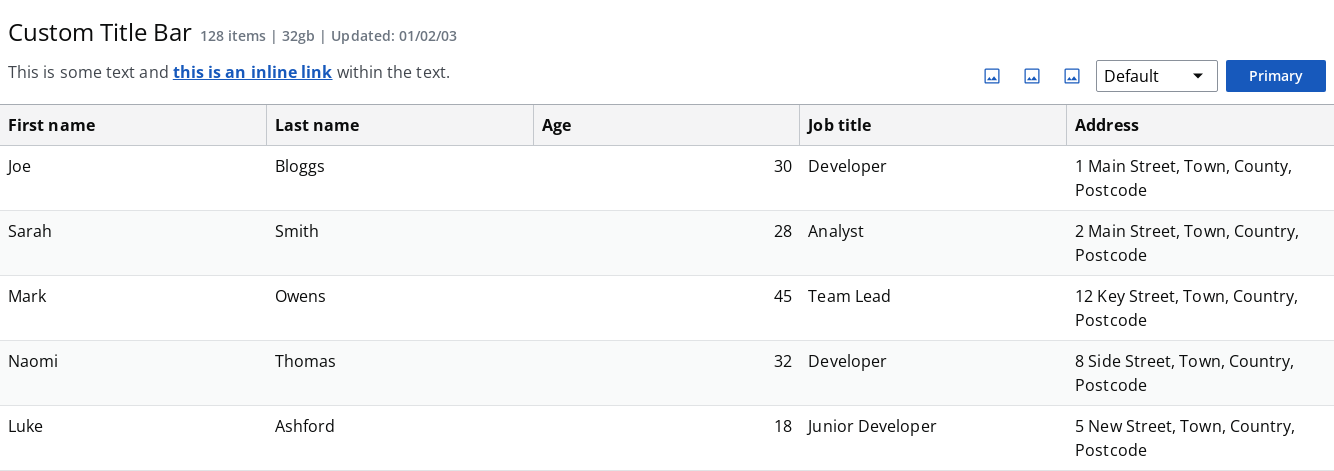 Custom Title Bar 128 items | 32gb | Updated: 01/02/03
This is some text and this is an inline link within the text.
Default Primary
First name Last name Age Job title Address
Joe Bloggs 30 Developer 1 Main Street, Town, County,
Postcode
Sarah Smith 28 Analyst 2 Main Street, Town, Country,
Postcode
Mark Owens 45 Team Lead 12 Key Street, Town, Country,
Postcode
Naomi Thomas 32 Developer 8 Side Street, Town, Country,
Postcode
Luke Ashford 18 Junior Developer 5 New Street, Town, Country,
Postcode